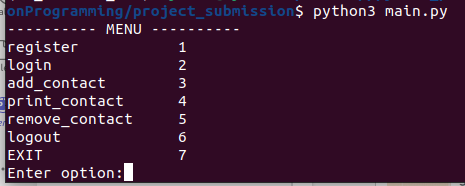 onProgramming/project_submission$ python3 main.py
---------- MENU ----------
register 1
login 2
add_contact 3
print_contact 4
remove_contact 5
logout 6
EXIT 7
Enter option: